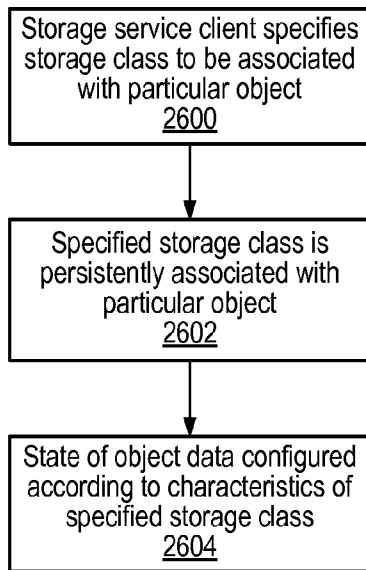 Storage service client specifies
storage class to be associated
with particular object
2600
Specified storage class is
persistently associated with
particular object
2602
State of object data configured
according to characteristics of
specified storage class
2604